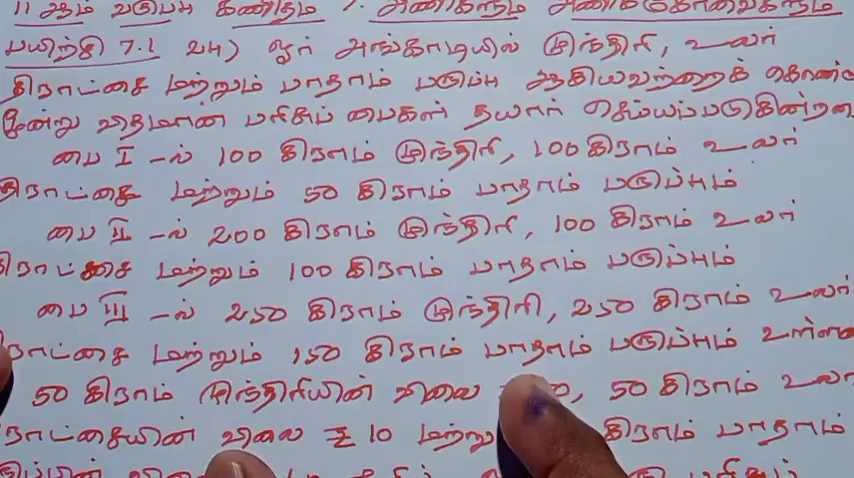 11 ஆம் வகுப்பு கணிதம் 7. அணிகளும் அணிக்கோவைகளும்
பயிற்சி 7.1 ஓர் அங்காடியில் முந்திரி, உலர்
திராட்சை மற்றும் பாதாம் பருப்பு ஆகியவற்றைக் கொண்ட
மூன்று விதமான பரிசுப் பைகள் தயார் செய்யப்படுகின்றன
பை I -ல் 100 கிராம் முந்திரி, 100 கிராம் உலர்
திராட்சை மற்றும் 50 கிராம் பாதாம் பருப்பும்
பை II -ல் 200 கிராம் முந்திரி, 100 கிராம் உலர்
திராட்சை மற்றும் 100 கிராம் பாதாம் பருப்பும்
பை III -ல் 250 கிராம் முந்திரி, 250 கிராம் உலர்
திராட்சை மற்றும் 150 கிராம் பாதாம் பருப்பும் உள்ளன
50 கிராம் முந்திரியின் விலை 50 கிராம் உலர்
திராட்சையின் விலை ₹ 10 மற்று கிராம் பாதாம்